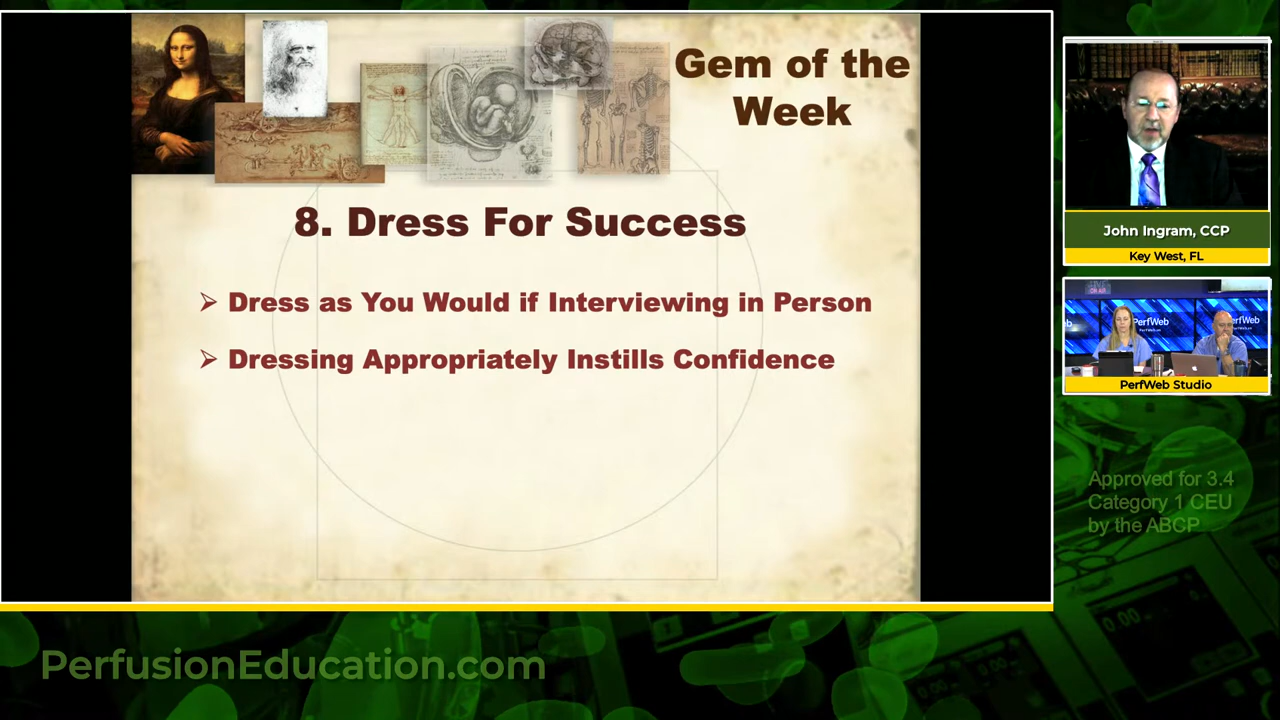 Gem of the
Week
8. Dress For Success
➢ Dress as You Would if Interviewing in Person
➢ Dressing Appropriately Instills Confidence
John Ingram, CCP
Key West, FL
ON AIR
PerfWeb
PerfWeb Studio
Approved for 3.4
Category 1 CEU
by the ABCP
PerfusionEducation.com